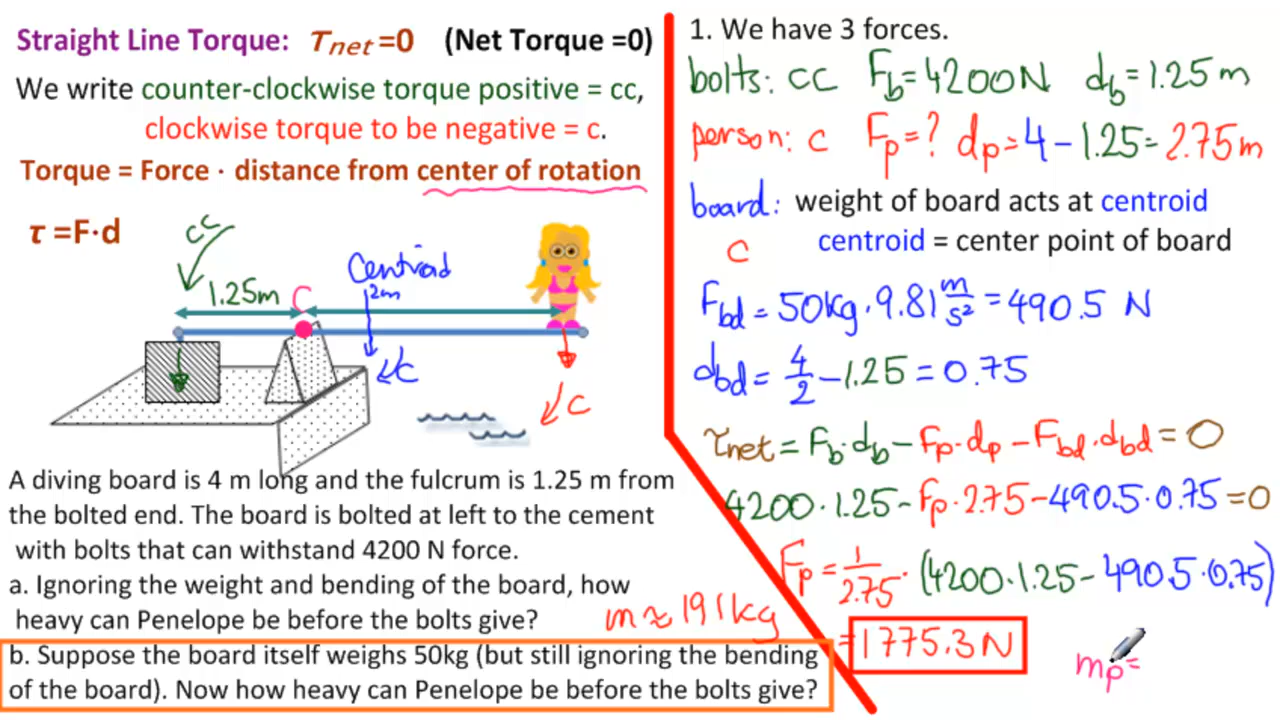 Straight Line Torque: τnet =0 (Net Torque =0)
We write counter-clockwise torque positive = cc,
clockwise torque to be negative = c.
Torque = Force · distance from center of rotation
τ =F·d
cc
Centroid
1.25m C 2m
C
C
A diving board is 4 m long and the fulcrum is 1.25 m from
the bolted end. The board is bolted at left to the cement
with bolts that can withstand 4200 N force.
a. Ignoring the weight and bending of the board, how
heavy can Penelope be before the bolts give?
m≈191kg
b. Suppose the board itself weighs 50kg (but still ignoring the bending
of the board). Now how heavy can Penelope be before the bolts give?
1. We have 3 forces.
bolts: cc Fb=4200N db=1.25m
person: c Fp=? dp=4-1.25=2.75m
board: weight of board acts at centroid
C centroid = center point of board
Fbd = 50kg·9.81 m/s² = 490.5 N
dbd = 4/2 - 1.25 = 0.75
τnet = Fb·db - Fp·dp - Fbd·dbd = 0
4200·1.25 - Fp·2.75 - 490.5·0.75 = 0
Fp = 1/2.75 · (4200·1.25 - 490.5·0.75)
= 1775.3N
mp=